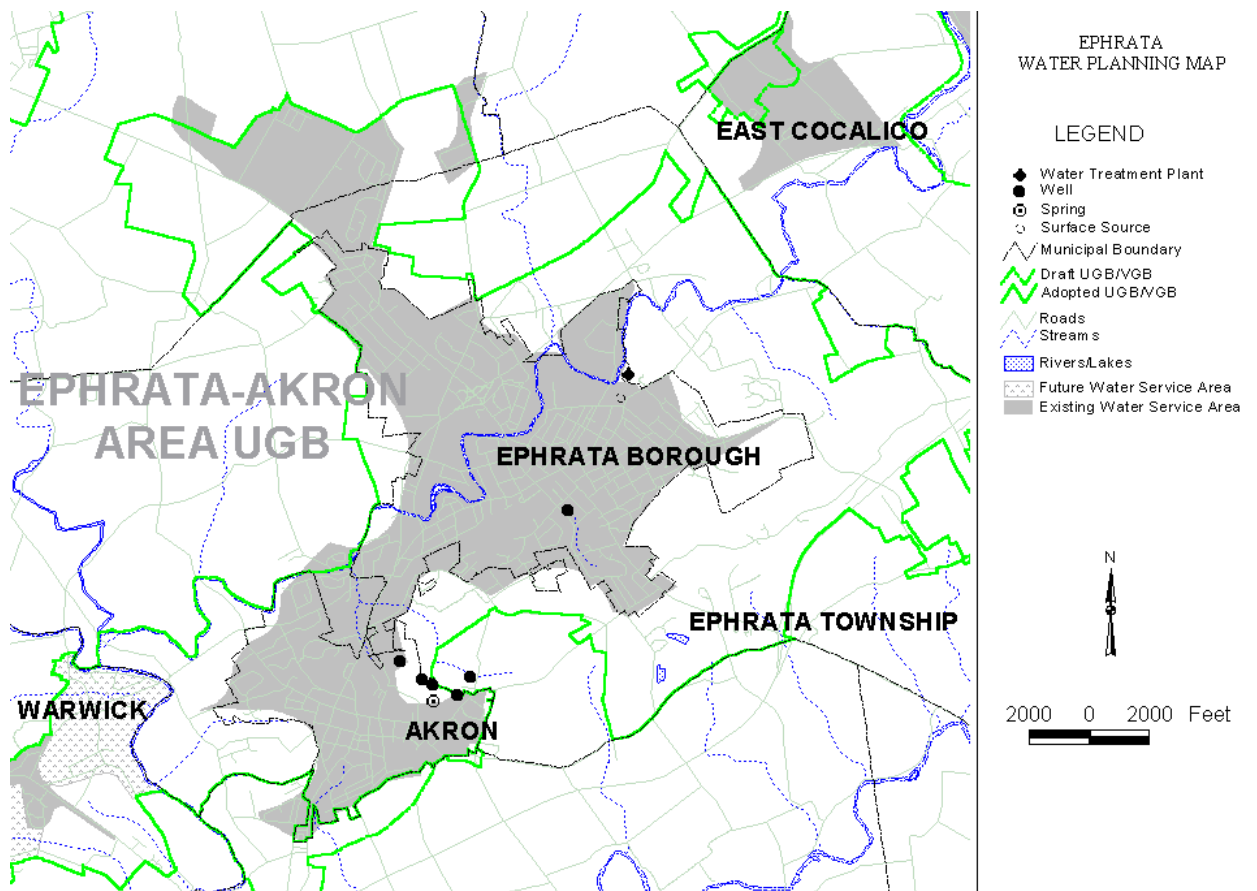 EPHRATA
WATER PLANNING MAP
LEGEND
Water Treatment Plant
Well
Spring
Surface Source
Municipal Boundary
Draft UGB/VGB
Adopted UGB/VGB
Roads
Streams
Rivers/Lakes
Future Water Service Area
Existing Water Service Area
N
2000 0 2000 Feet
EAST COCALICO
EPHRATA-AKRON
AREA UGB
EPHRATA BOROUGH
EPHRATA TOWNSHIP
WARWICK
AKRON